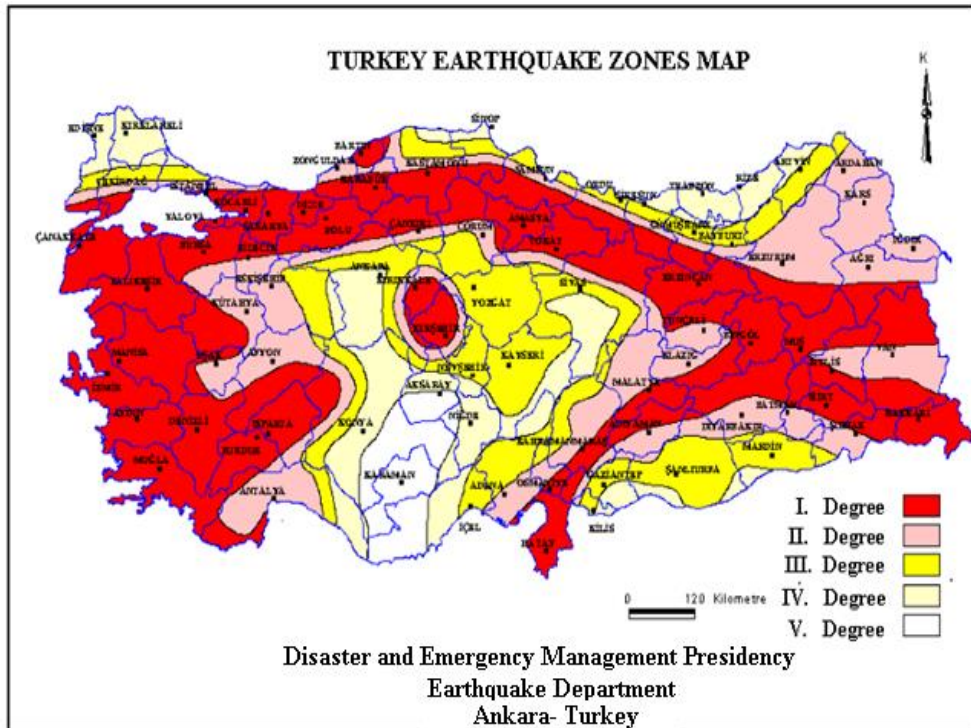 TURKEY EARTHQUAKE ZONES MAP
K
SİNOP
EDİRNE
KIRKLARELİ
BARTIN
ZONGULDAK
KASTAMONU
KARABÜK
SAMSUN
ORDU
GİRESUN
TRABZON
RİZE
ARTVİN
ARDAHAN
KARS
TEKİRDAĞ
İSTANBUL
KOCAELİ
YALOVA
SAKARYA
DÜZCE
BOLU
ÇANKIRI
ÇORUM
AMASYA
TOKAT
GÜMÜŞHANE
BAYBURT
ERZURUM
AĞRI
IĞDIR
ÇANAKKALE
BURSA
BİLECİK
BALIKESİR
ESKİŞEHİR
KÜTAHYA
ANKARA
KIRIKKALE
YOZGAT
SİVAS
ERZİNCAN
TUNCELİ
BİNGÖL
MUŞ
BİTLİS
VAN
MANİSA
UŞAK
AFYON
KIRŞEHİR
NEVŞEHİR
KAYSERİ
MALATYA
ELAZIĞ
İZMİR
AYDIN
DENİZLİ
ISPARTA
BURDUR
KONYA
AKSARAY
NİĞDE
KAHRAMANMARAŞ
ADIYAMAN
DİYARBAKIR
BATMAN
SİİRT
ŞIRNAK
HAKKARİ
MUĞLA
ANTALYA
KARAMAN
İÇEL
ADANA
OSMANİYE
GAZİANTEP
ŞANLIURFA
MARDİN
KİLİS
HATAY
I. Degree
II. Degree
III. Degree
IV. Degree
V. Degree
0 120 Kilometre
Disaster and Emergency Management Presidency
Earthquake Department
Ankara- Turkey